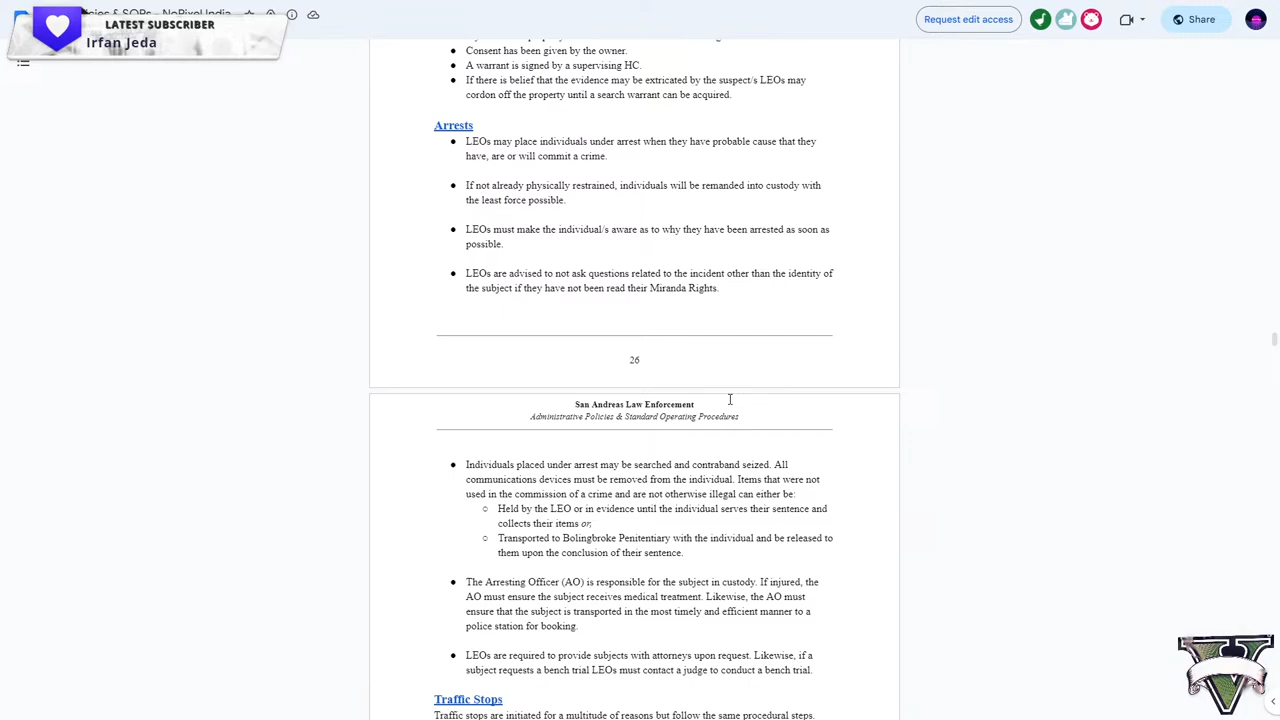 LATEST SUBSCRIBER
Irfan Jeda
cies & SOPs - NoPixel India
Request edit access
Share
Consent has been given by the owner.
A warrant is signed by a supervising HC.
If there is belief that the evidence may be extricated by the suspect/s LEOs may
cordon off the property until a search warrant can be acquired.
Arrests
LEOs may place individuals under arrest when they have probable cause that they
have, are or will commit a crime.
If not already physically restrained, individuals will be remanded into custody with
the least force possible.
LEOs must make the individual/s aware as to why they have been arrested as soon as
possible.
LEOs are advised to not ask questions related to the incident other than the identity of
the subject if they have not been read their Miranda Rights.
26
San Andreas Law Enforcement
Administrative Policies & Standard Operating Procedures
Individuals placed under arrest may be searched and contraband seized. All
communications devices must be removed from the individual. Items that were not
used in the commission of a crime and are not otherwise illegal can either be:
Held by the LEO or in evidence until the individual serves their sentence and
collects their items or;
Transported to Bolingbroke Penitentiary with the individual and be released to
them upon the conclusion of their sentence.
The Arresting Officer (AO) is responsible for the subject in custody. If injured, the
AO must ensure the subject receives medical treatment. Likewise, the AO must
ensure that the subject is transported in the most timely and efficient manner to a
police station for booking.
LEOs are required to provide subjects with attorneys upon request. Likewise, if a
subject requests a bench trial LEOs must contact a judge to conduct a bench trial.
Traffic Stops
Traffic stops are initiated for a multitude of reasons but follow the same procedural steps.